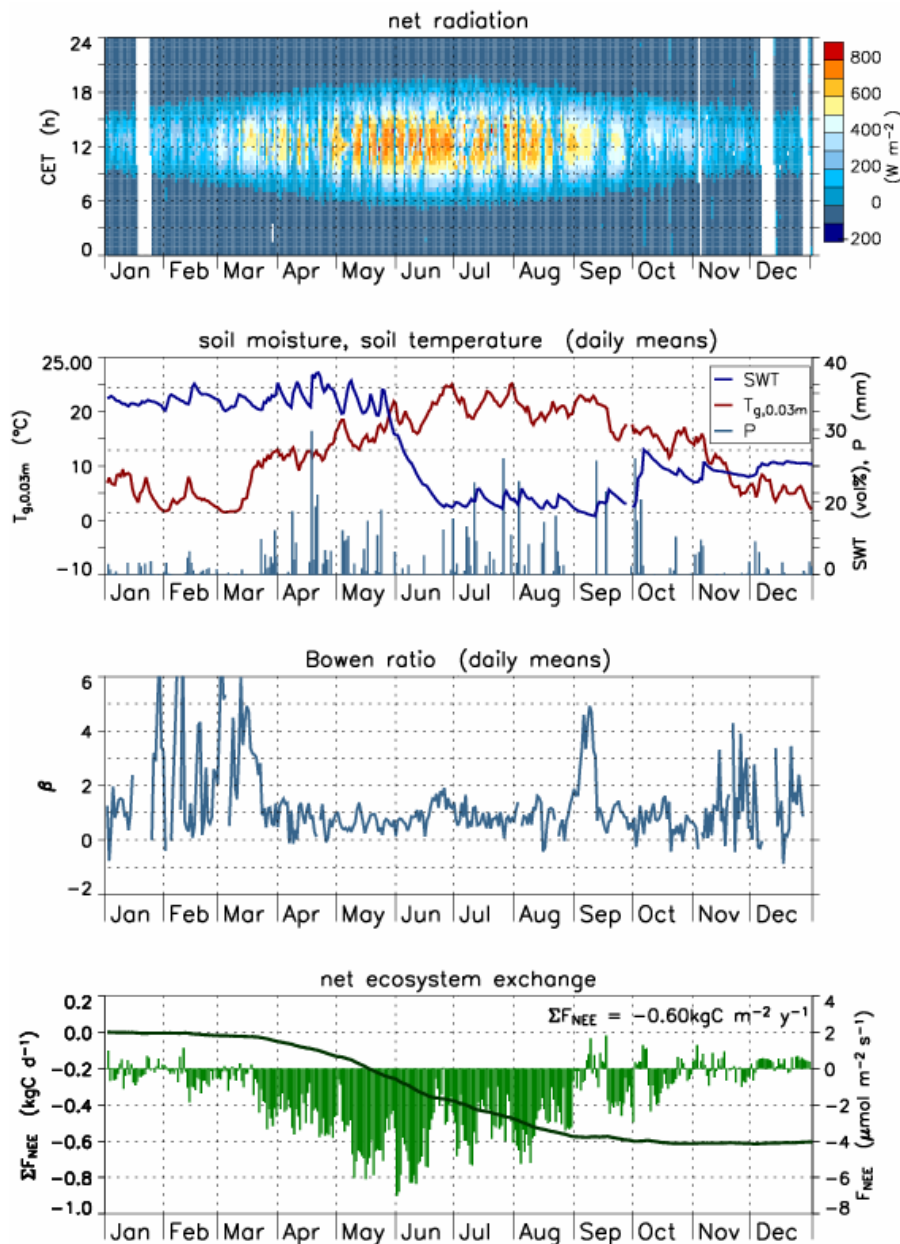 net radiation
24
18
12
6
0
CET (h)
800
600
400
200
0
-200
(W m⁻²)
Jan Feb Mar Apr May Jun Jul Aug Sep Oct Nov Dec
soil moisture, soil temperature (daily means)
25.00
20
10
0
-10
T_g,0.03m (°C)
SWT
T_g,0.03m
P
40
30
20
0
SWT (vol%), P (mm)
Jan Feb Mar Apr May Jun Jul Aug Sep Oct Nov Dec
Bowen ratio (daily means)
6
4
2
0
-2
β
Jan Feb Mar Apr May Jun Jul Aug Sep Oct Nov Dec
net ecosystem exchange
0.2
0.0
-0.2
-0.4
-0.6
-0.8
-1.0
ΣF_NEE (kgC d⁻¹)
ΣF_NEE = -0.60kgC m⁻² y⁻¹
4
2
0
-2
-4
-6
-8
F_NEE (μmol m⁻² s⁻¹)
Jan Feb Mar Apr May Jun Jul Aug Sep Oct Nov Dec